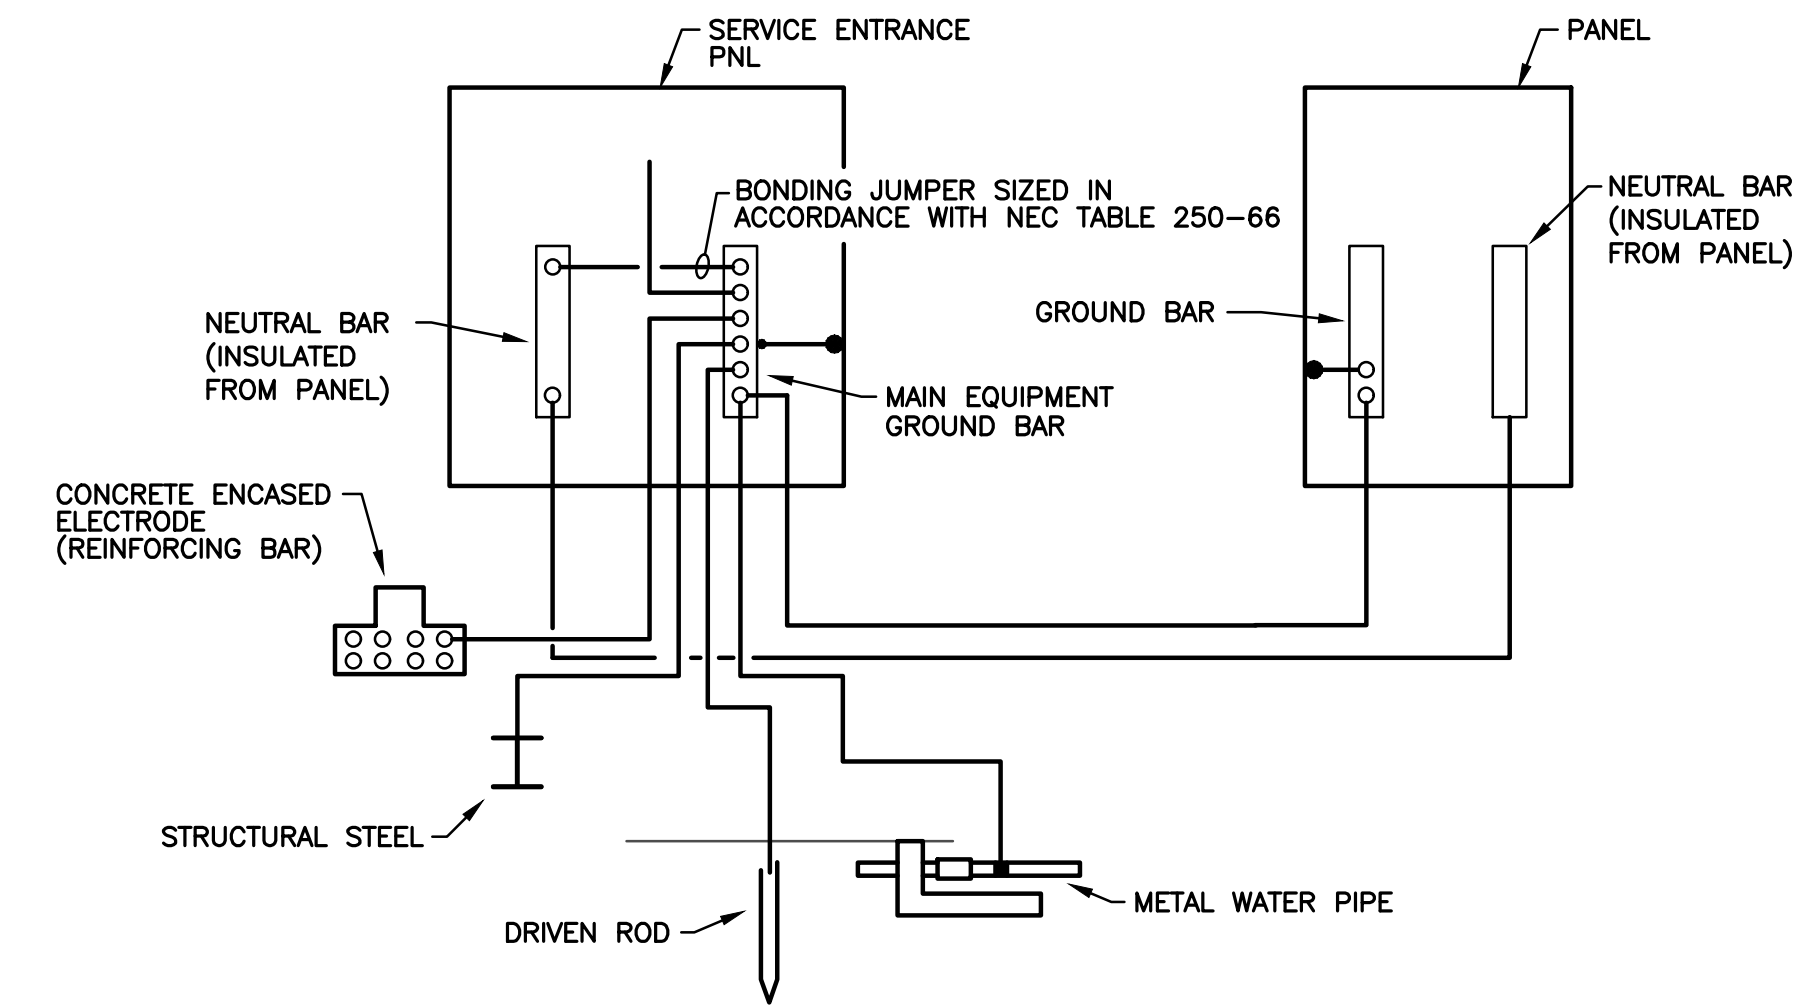 SERVICE ENTRANCE
PNL
PANEL
BONDING JUMPER SIZED IN
ACCORDANCE WITH NEC TABLE 250-66
NEUTRAL BAR
(INSULATED
FROM PANEL)
NEUTRAL BAR
(INSULATED
FROM PANEL)
GROUND BAR
MAIN EQUIPMENT
GROUND BAR
CONCRETE ENCASED
ELECTRODE
(REINFORCING BAR)
STRUCTURAL STEEL
DRIVEN ROD
METAL WATER PIPE